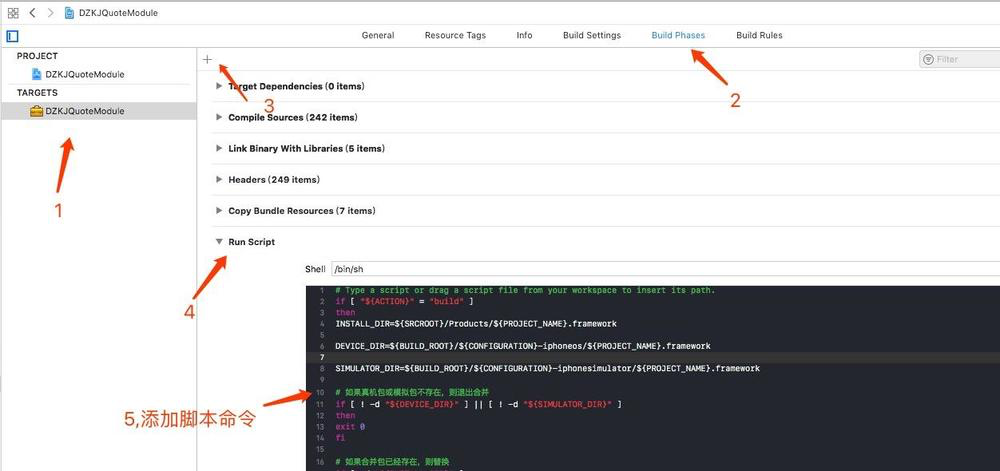 DZKJQuoteModule
General Resource Tags Info Build Settings Build Phases Build Rules
PROJECT
DZKJQuoteModule
TARGETS
DZKJQuoteModule
Filter
Target Dependencies (0 items)
Compile Sources (242 items)
Link Binary With Libraries (5 items)
Headers (249 items)
Copy Bundle Resources (7 items)
Run Script
Shell /bin/sh
1
2
3
4
5,添加脚本命令
1 # Type a script or drag a script file from your workspace to insert its path.
2 if [ "${ACTION}" = "build" ]
3 then
4 INSTALL_DIR=${SRCROOT}/Products/${PROJECT_NAME}.framework
5
6 DEVICE_DIR=${BUILD_ROOT}/${CONFIGURATION}-iphoneos/${PROJECT_NAME}.framework
7
8 SIMULATOR_DIR=${BUILD_ROOT}/${CONFIGURATION}-iphonesimulator/${PROJECT_NAME}.framework
9
10 # 如果真机包或模拟包不存在，则退出合并
11 if [ ! -d "${DEVICE_DIR}" ] || [ ! -d "${SIMULATOR_DIR}" ]
12 then
13 exit 0
14 fi
15
16 # 如果合并包已经存在，则替换